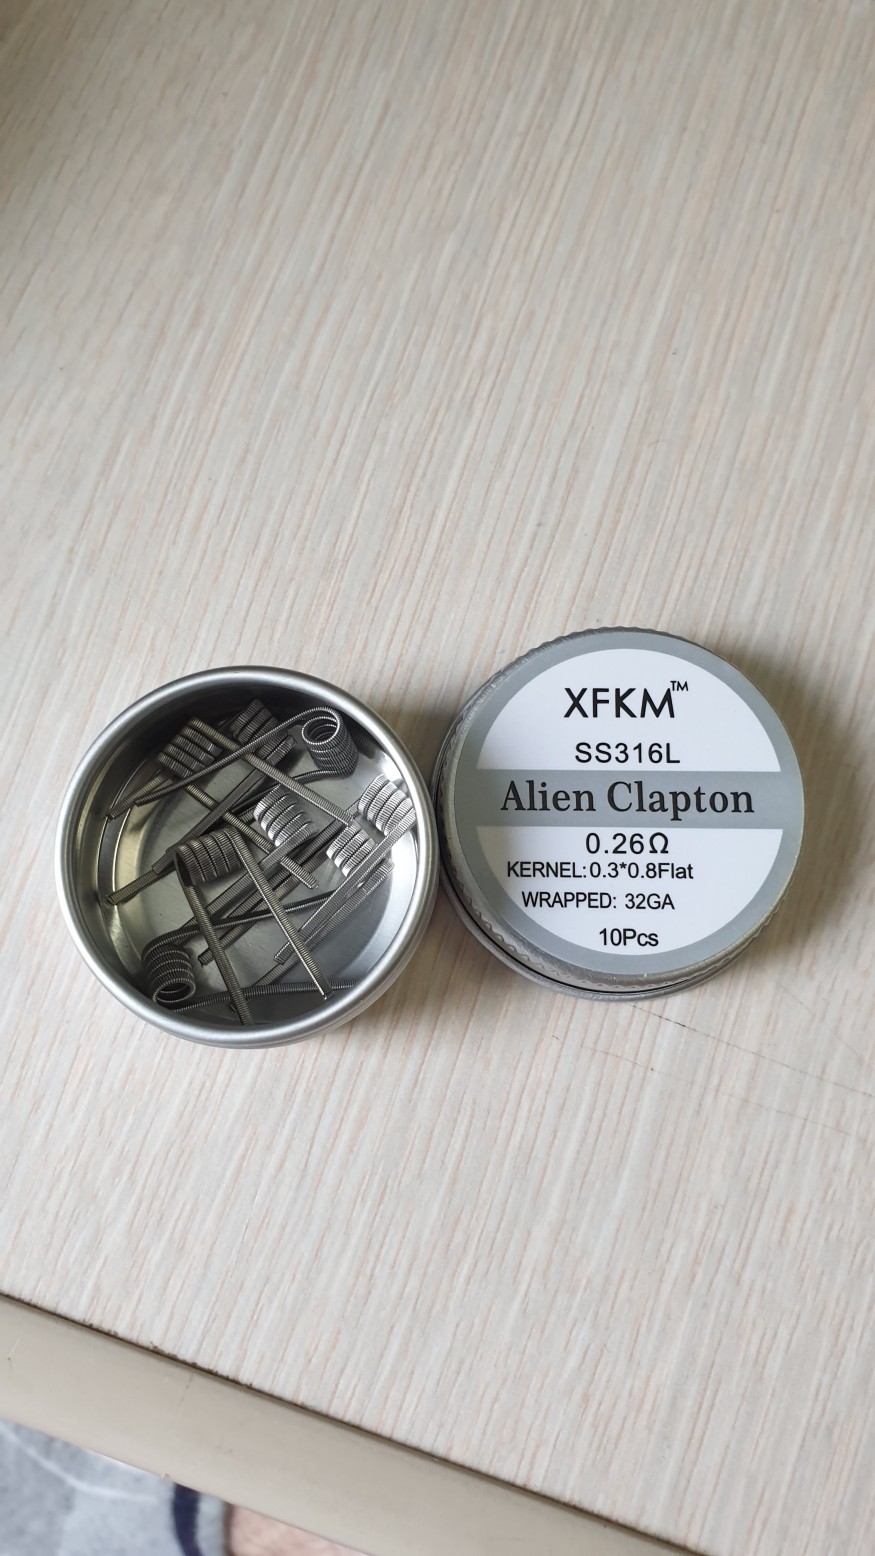 XFKM™
SS316L
Alien Clapton
0.26Ω
KERNEL:0.3*0.8Flat
WRAPPED: 32GA
10Pcs